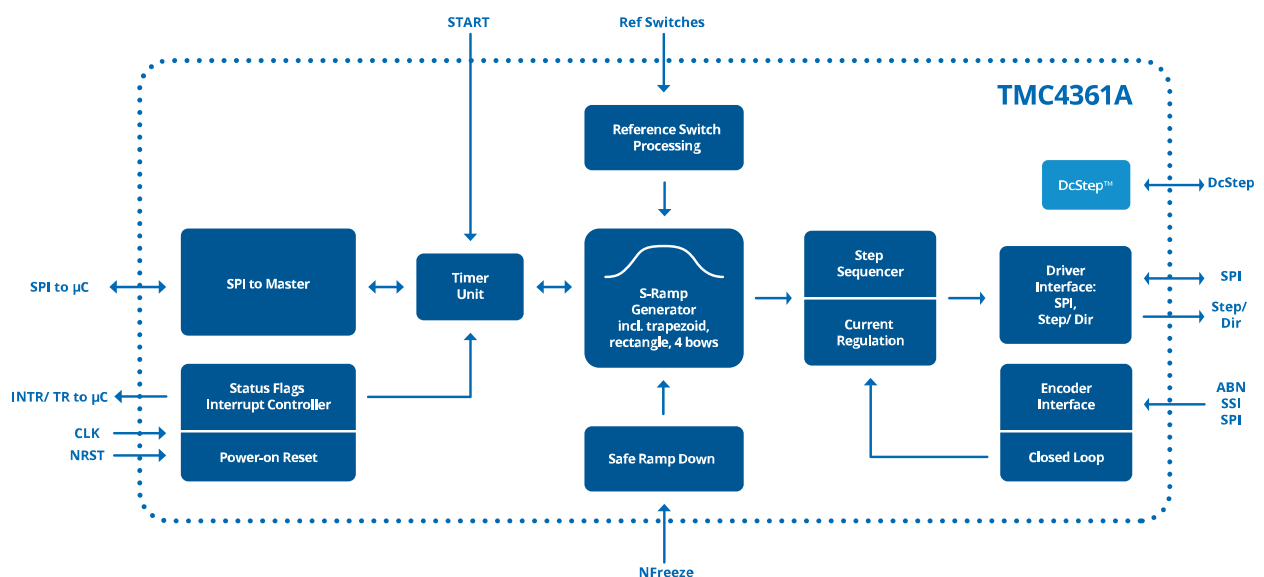 START
Ref Switches
TMC4361A
Reference Switch
Processing
DcStep™
DcStep
SPI to µC
SPI to Master
Timer
Unit
S-Ramp
Generator
incl. trapezoid,
rectangle, 4 bows
Step
Sequencer
Current
Regulation
Driver
Interface:
SPI,
Step/ Dir
SPI
Step/
Dir
INTR/ TR to µC
CLK
NRST
Status Flags
Interrupt Controller
Power-on Reset
Safe Ramp Down
Encoder
Interface
Closed Loop
ABN
SSI
SPI
NFreeze